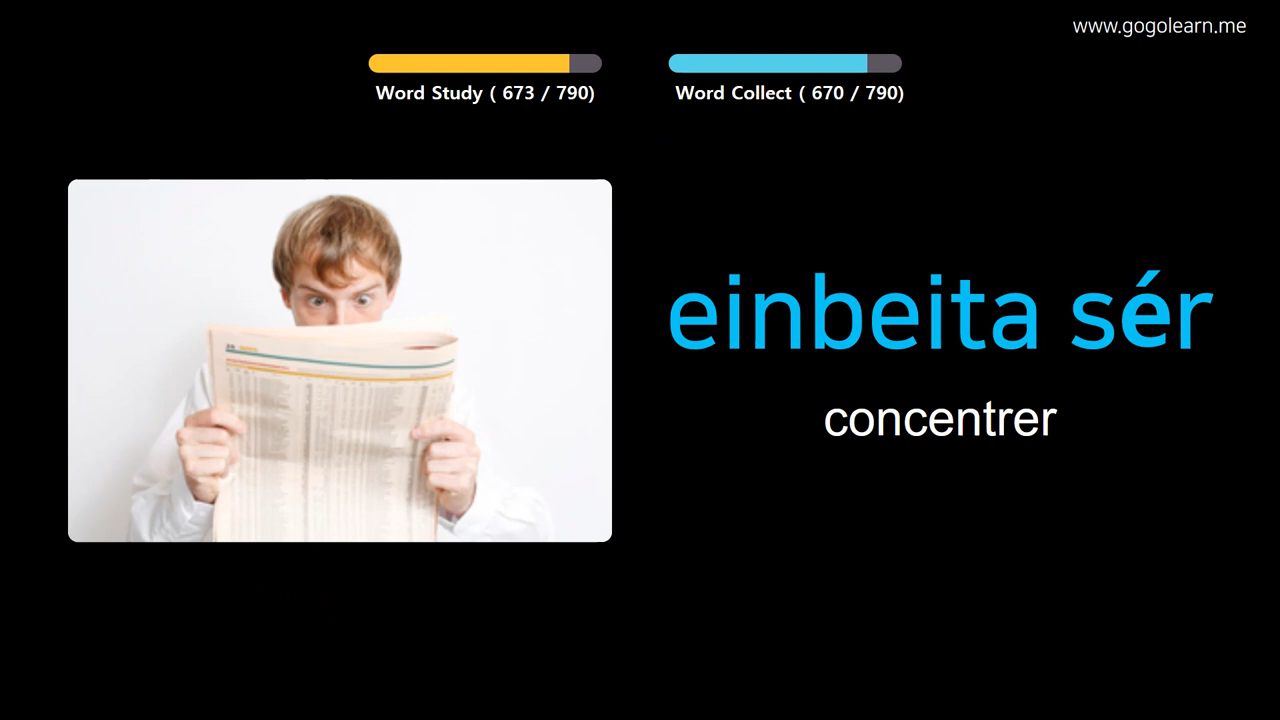 www.gogolearn.me
Word Study ( 673 / 790)
Word Collect ( 670 / 790)
einbeita sér
concentrer